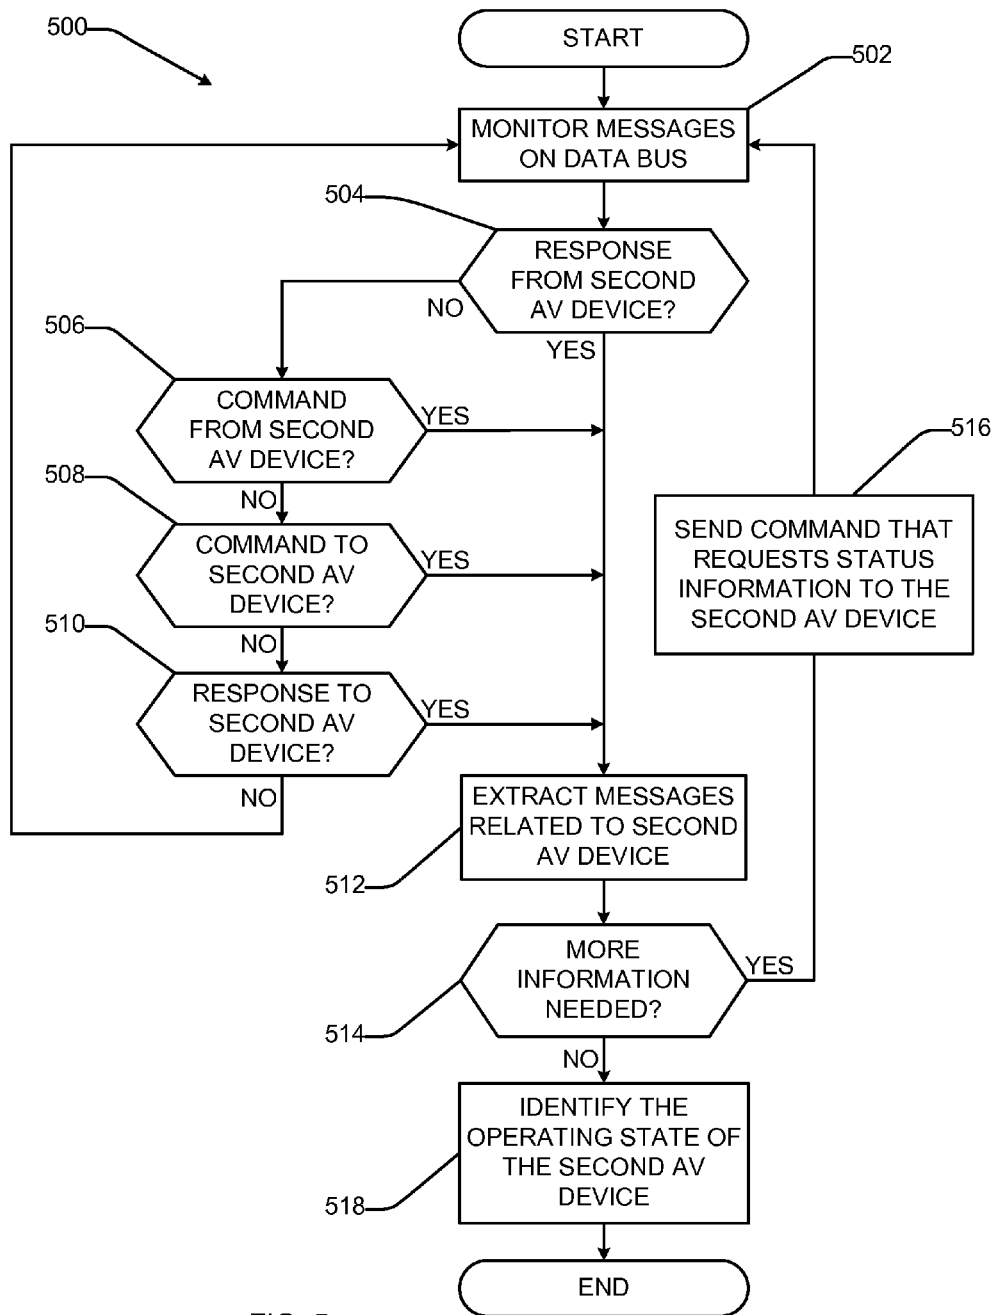 500
START
502
MONITOR MESSAGES
ON DATA BUS
504
RESPONSE
FROM SECOND
AV DEVICE?
NO
YES
506
COMMAND
FROM SECOND
AV DEVICE?
YES
NO
508
COMMAND TO
SECOND AV
DEVICE?
YES
NO
510
RESPONSE TO
SECOND AV
DEVICE?
YES
NO
516
SEND COMMAND THAT
REQUESTS STATUS
INFORMATION TO THE
SECOND AV DEVICE
EXTRACT MESSAGES
RELATED TO SECOND
AV DEVICE
512
MORE
INFORMATION
NEEDED?
YES
514
NO
IDENTIFY THE
OPERATING STATE OF
THE SECOND AV
DEVICE
518
END